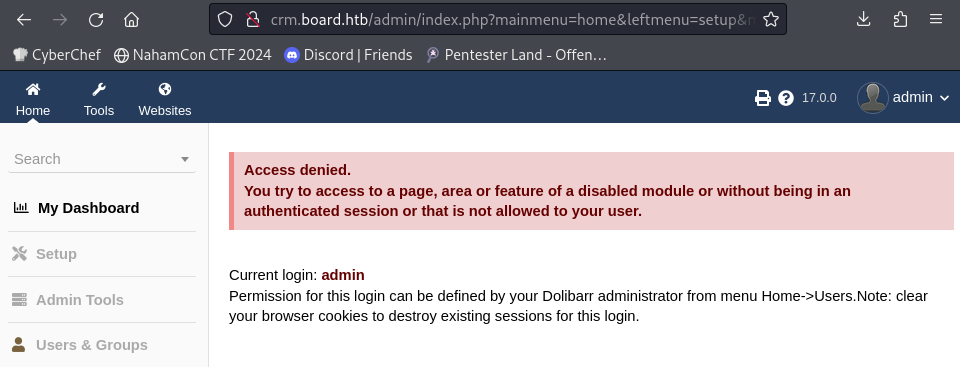 crm.board.htb/admin/index.php?mainmenu=home&leftmenu=setup&
CyberChef NahamCon CTF 2024 Discord | Friends Pentester Land - Offen…
Home Tools Websites 17.0.0 admin
Search
My Dashboard
Setup
Admin Tools
Users & Groups
Access denied.
You try to access to a page, area or feature of a disabled module or without being in an
authenticated session or that is not allowed to your user.
Current login: admin
Permission for this login can be defined by your Dolibarr administrator from menu Home->Users.Note: clear
your browser cookies to destroy existing sessions for this login.